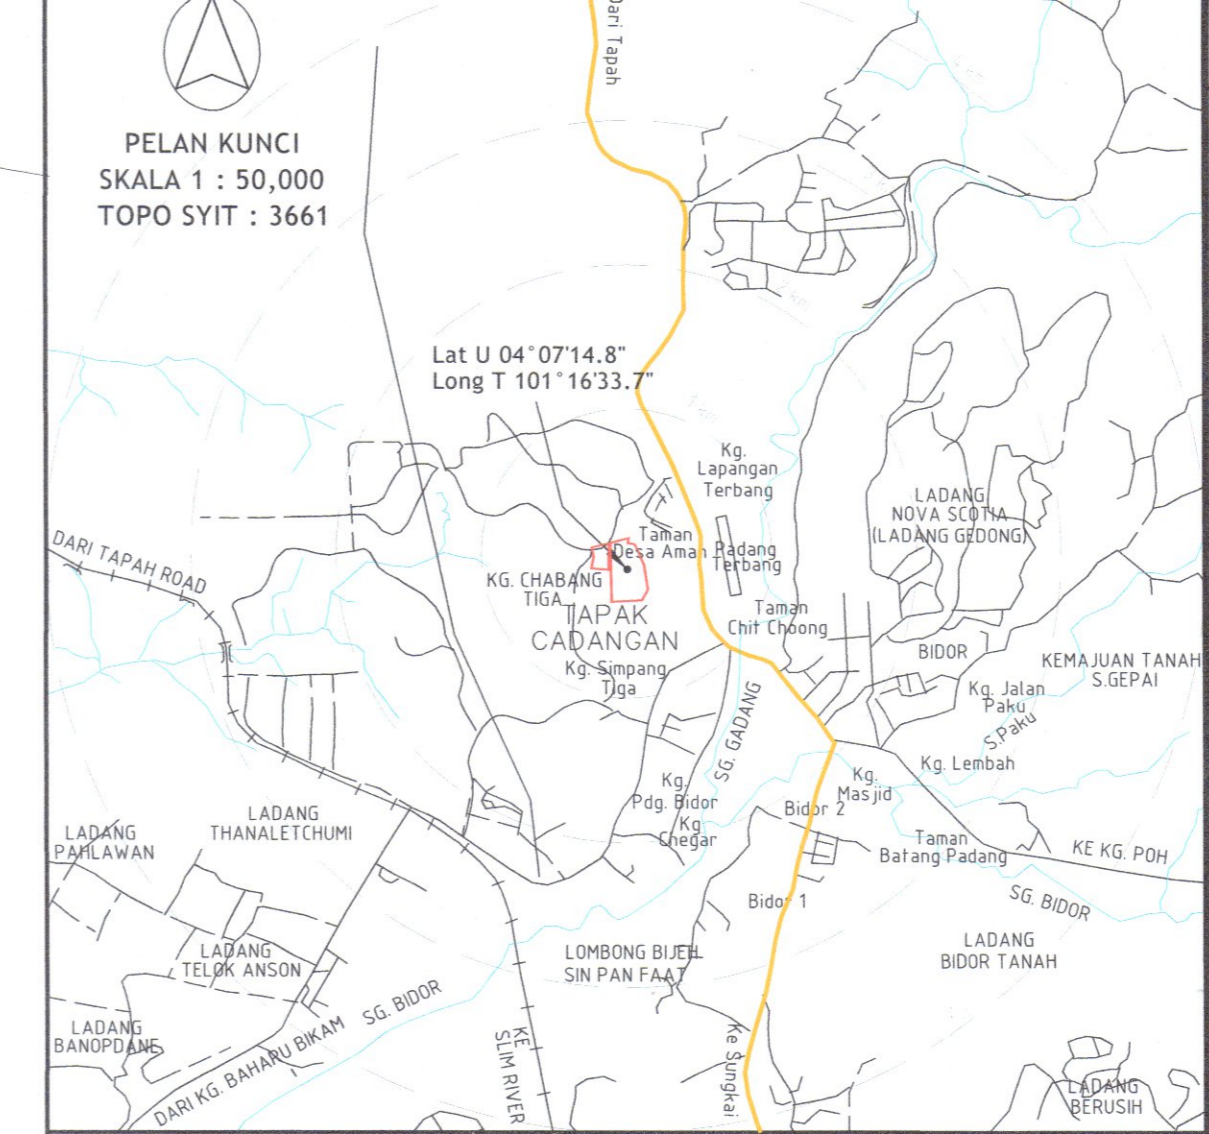 Dari Tapah
PELAN KUNCI
SKALA 1 : 50,000
TOPO SYIT : 3661
Lat U 04°07'14.8"
Long T 101°16'33.7"
Kg.
Lapangan
Terbang
LADANG
NOVA SCOTIA
(LADANG GEDONG)
DARI TAPAH ROAD
Taman
Desa Aman
Padang
Terbang
KG. CHABANG
TIGA
TAPAK
CADANGAN
Taman
Chit Choong
Kg. Simpang
Tiga
BIDOR
KEMAJUAN TANAH
S.GEPAI
Kg. Jalan
Paku
S.Paku
SG. GADANG
Kg. Lembah
Kg.
Masjid
Kg.
Pdg. Bidor
Bidor 2
Kg
Chegar
LADANG
THANALETCHUMI
LADANG
PAHLAWAN
Taman
Batang Padang
KE KG. POH
SG. BIDOR
Bidor 1
LADANG
TELOK ANSON
LOMBONG BIJEH
SIN PAN FAAT
LADANG
BIDOR TANAH
SG. BIDOR
LADANG
BANOPDANE
DARI KG. BAHARU BIKAM
KE
SLIM RIVER
Ke Sungkai
LADANG
BERUSIH